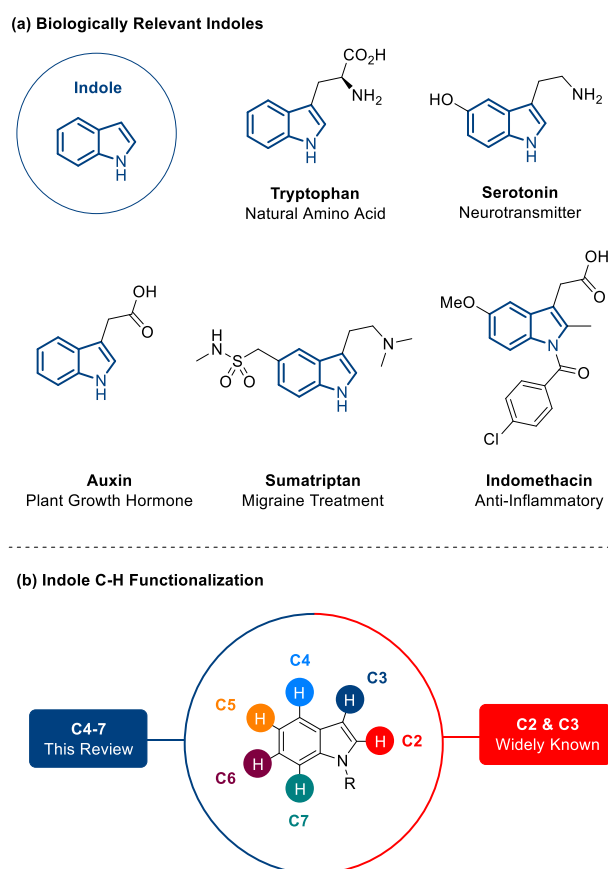 (a) Biologically Relevant Indoles
Indole
N
H
CO2H
NH2
N
H
Tryptophan
Natural Amino Acid
HO
NH2
N
H
Serotonin
Neurotransmitter
OH
O
N
H
Auxin
Plant Growth Hormone
H
N
S
O O
N
N
H
Sumatriptan
Migraine Treatment
OH
O
MeO
N
O
Cl
Indomethacin
Anti-Inflammatory
(b) Indole C-H Functionalization
C4-7
This Review
C4
H
C3
H
C5
H
C2
H
C6
H
C7
H
N
R
C2 & C3
Widely Known